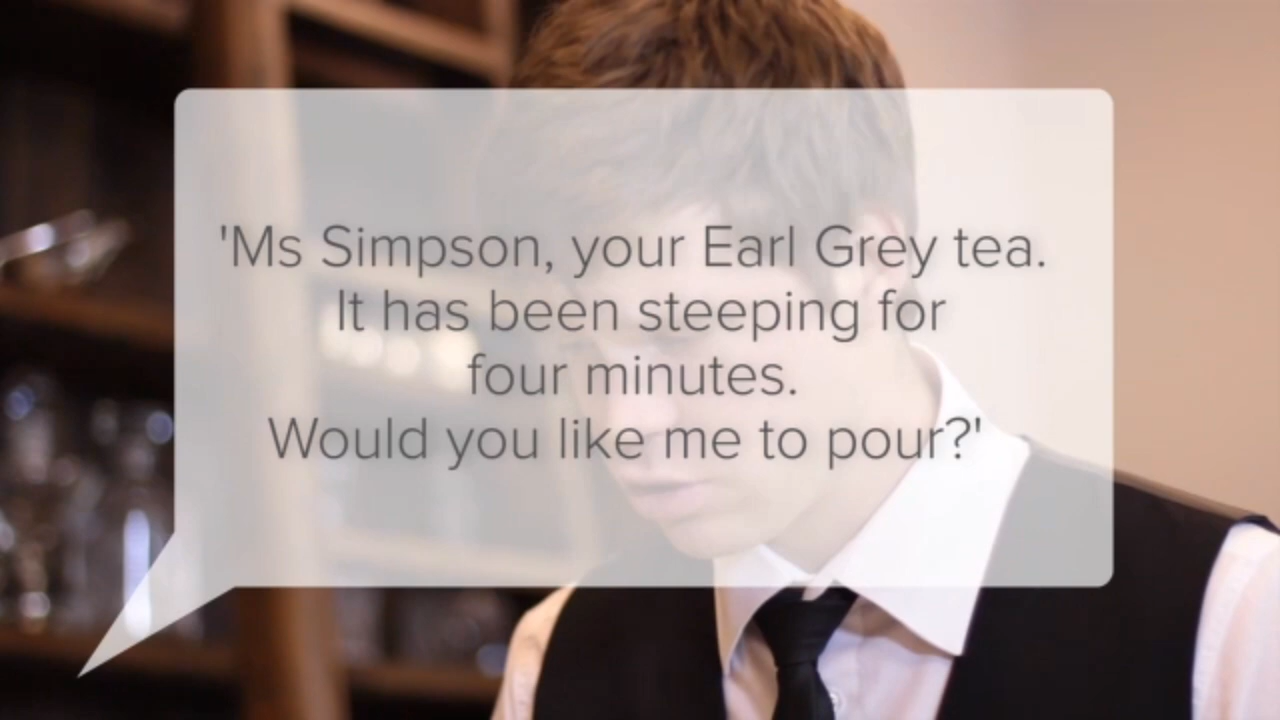 'Ms Simpson, your Earl Grey tea.
It has been steeping for
four minutes.
Would you like me to pour?'